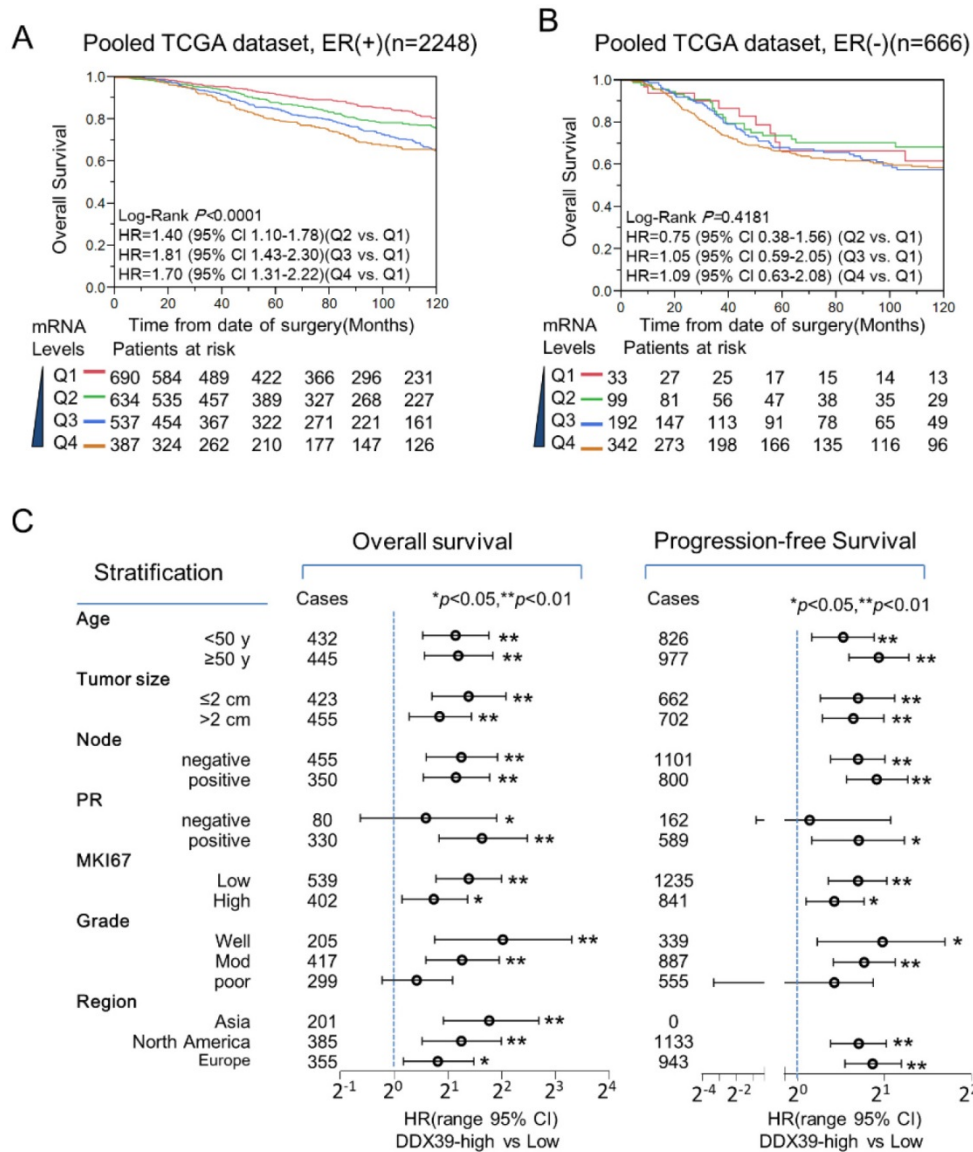 A
Pooled TCGA dataset, ER(+)(n=2248)
Overall Survival
1.0
0.8
0.6
0.4
0.2
0.0
Log-Rank P<0.0001
HR=1.40 (95% CI 1.10-1.78)(Q2 vs. Q1)
HR=1.81 (95% CI 1.43-2.30)(Q3 vs. Q1)
HR=1.70 (95% CI 1.31-2.22)(Q4 vs. Q1)
0 20 40 60 80 100 120
Time from date of surgery(Months)
mRNA
Levels
Patients at risk
Q1 690 584 489 422 366 296 231
Q2 634 535 457 389 327 268 227
Q3 537 454 367 322 271 221 161
Q4 387 324 262 210 177 147 126
B
Pooled TCGA dataset, ER(-)(n=666)
Overall Survival
1.0
0.8
0.6
0.4
0.2
0.0
Log-Rank P=0.4181
HR=0.75 (95% CI 0.38-1.56) (Q2 vs. Q1)
HR=1.05 (95% CI 0.59-2.05) (Q3 vs. Q1)
HR=1.09 (95% CI 0.63-2.08) (Q4 vs. Q1)
0 20 40 60 80 100 120
Time from date of surgery(Months)
mRNA
Levels
Patients at risk
Q1 33 27 25 17 15 14 13
Q2 99 81 56 47 38 35 29
Q3 192 147 113 91 78 65 49
Q4 342 273 198 166 135 116 96
C
Overall survival Progression-free Survival
Stratification
Cases *p<0.05,**p<0.01 Cases *p<0.05,**p<0.01
Age
<50 y 432 ** 826 **
≥50 y 445 ** 977 **
Tumor size
≤2 cm 423 ** 662 **
>2 cm 455 ** 702 **
Node
negative 455 ** 1101 **
positive 350 ** 800 **
PR
negative 80 * 162
positive 330 ** 589 *
MKI67
Low 539 ** 1235 **
High 402 * 841 *
Grade
Well 205 ** 339 *
Mod 417 ** 887 **
poor 299 555
Region
Asia 201 ** 0
North America 385 ** 1133 **
Europe 355 * 943 **
2-1 20 21 22 23 24 2-4 2-2 20 21 2
HR(range 95% CI) HR(range 95% CI)
DDX39-high vs Low DDX39-high vs Low